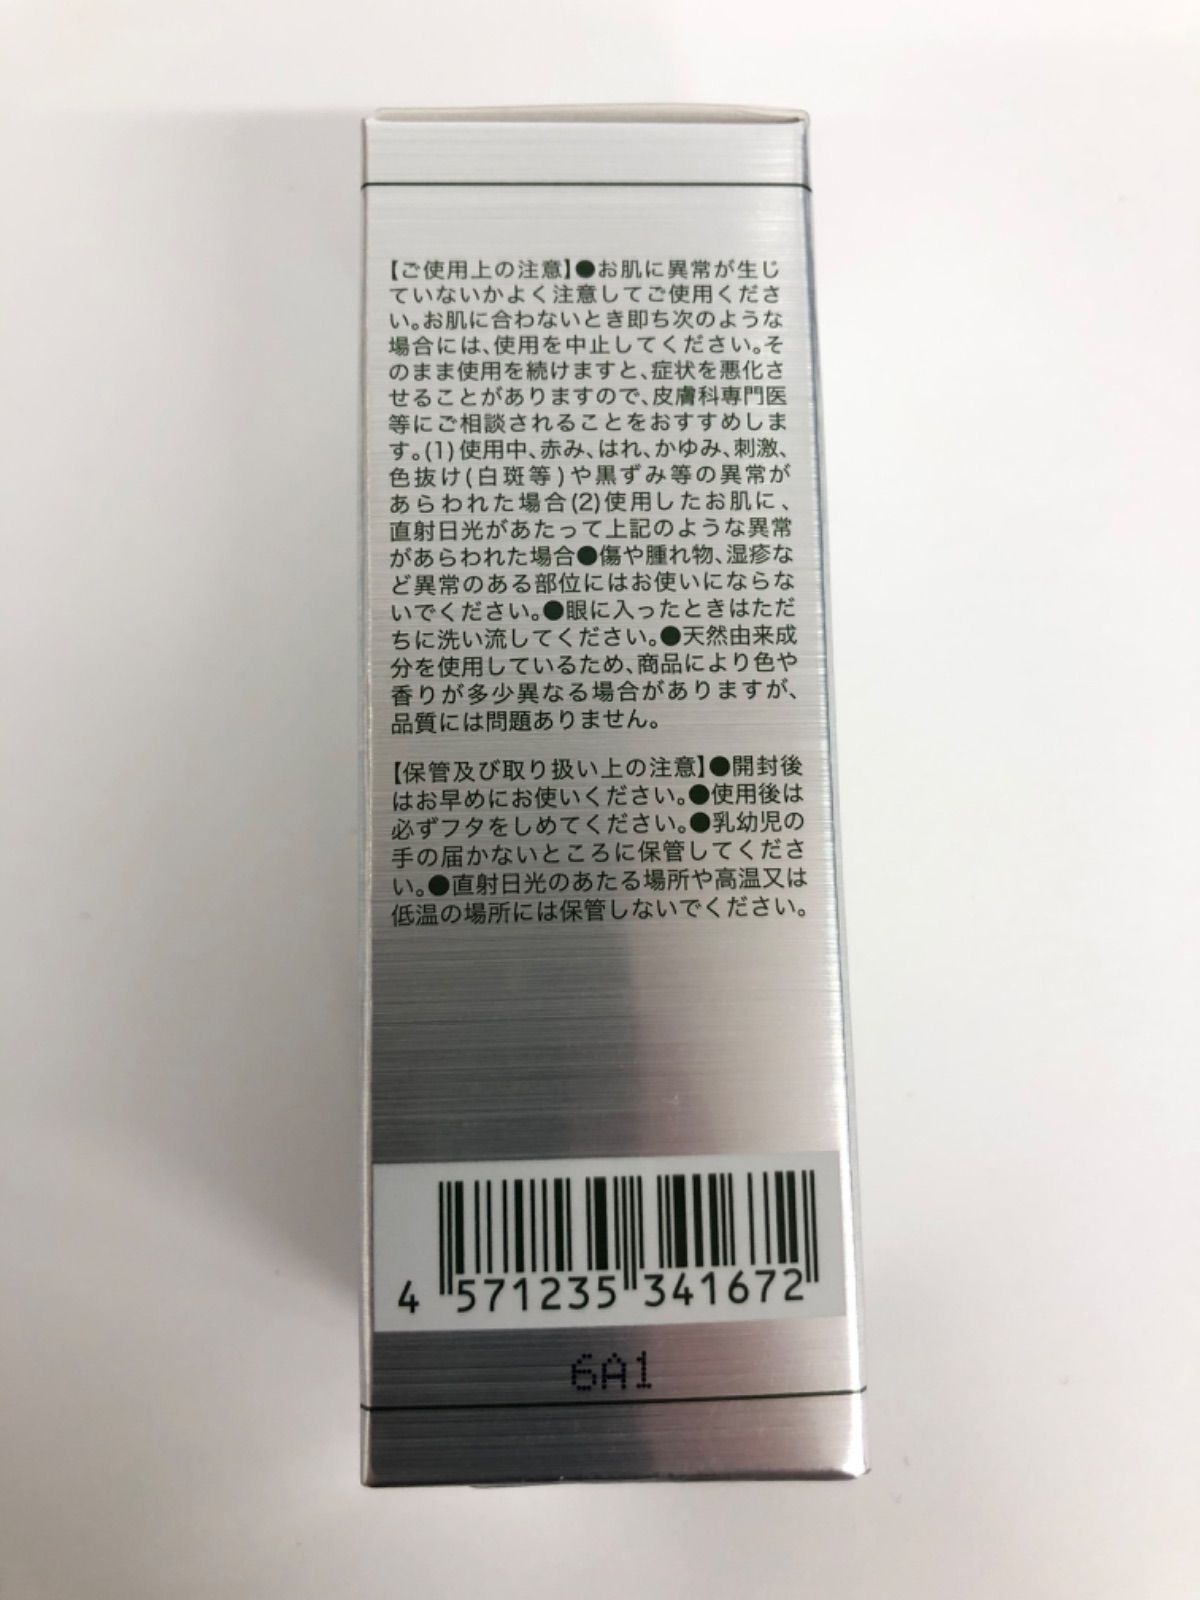 【ご使用上の注意】●お肌に異常が生じ
ていないかよく注意してご使用くださ
い。お肌に合わないとき即ち次のような
場合には、使用を中止してください。そ
のまま使用を続けますと、症状を悪化さ
せることがありますので、皮膚科専門医
等にご相談されることをおすすめしま
す。(1)使用中、赤み、はれ、かゆみ、刺激、
色抜け(白斑等)や黒ずみ等の異常が
あらわれた場合(2)使用したお肌に、
直射日光があたって上記のような異常
があらわれた場合●傷や腫れ物、湿疹な
ど異常のある部位にはお使いにならな
いでください。●眼に入ったときはただ
ちに洗い流してください。●天然由来成
分を使用しているため、商品により色や
香りが多少異なる場合がありますが、
品質には問題ありません。
【保管及び取り扱い上の注意】●開封後
はお早めにお使いください。●使用後は
必ずフタをしめてください。●乳幼児の
手の届かないところに保管してくださ
い。●直射日光のあたる場所や高温又は
低温の場所には保管しないでください。
4 571235 341672
6A1